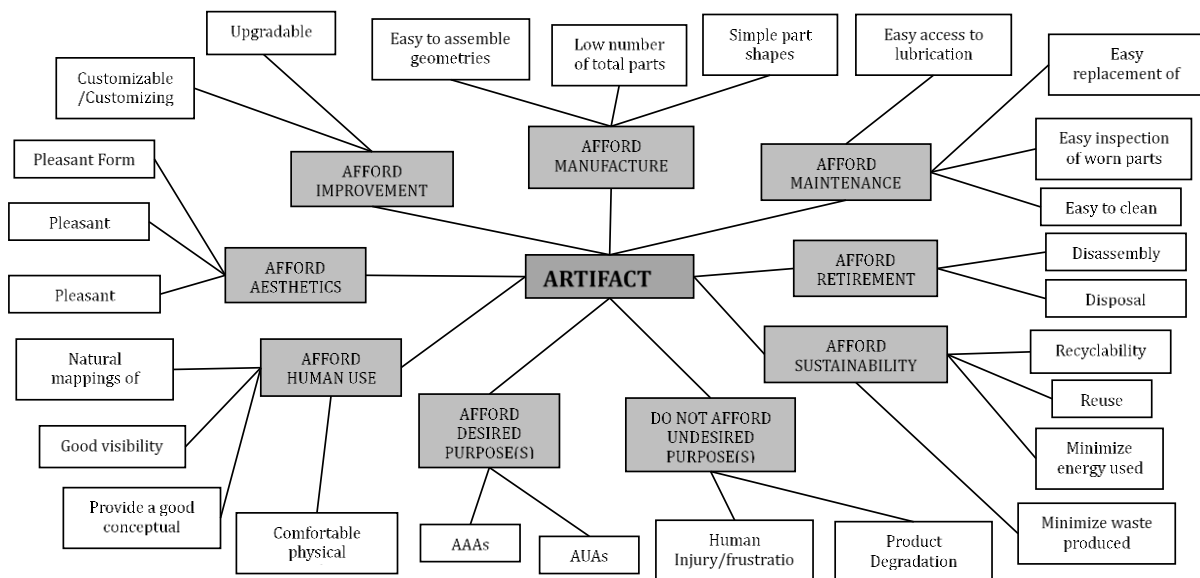 Upgradable
Easy to assemble
geometries
Low number
of total parts
Simple part
shapes
Easy access to
lubrication
Easy
replacement of
Customizable
/Customizing
AFFORD
IMPROVEMENT
AFFORD
MANUFACTURE
AFFORD
MAINTENANCE
Easy inspection
of worn parts
Easy to clean
Pleasant Form
Pleasant
Pleasant
AFFORD
AESTHETICS
ARTIFACT
AFFORD
RETIREMENT
Disassembly
Disposal
Natural
mappings of
AFFORD
HUMAN USE
AFFORD
SUSTAINABILITY
Recyclability
Reuse
Minimize
energy used
Minimize waste
produced
Good visibility
Provide a good
conceptual
Comfortable
physical
AFFORD
DESIRED
PURPOSE(S)
AAAs
AUAs
DO NOT AFFORD
UNDESIRED
PURPOSE(S)
Human
Injury/frustratio
Product
Degradation